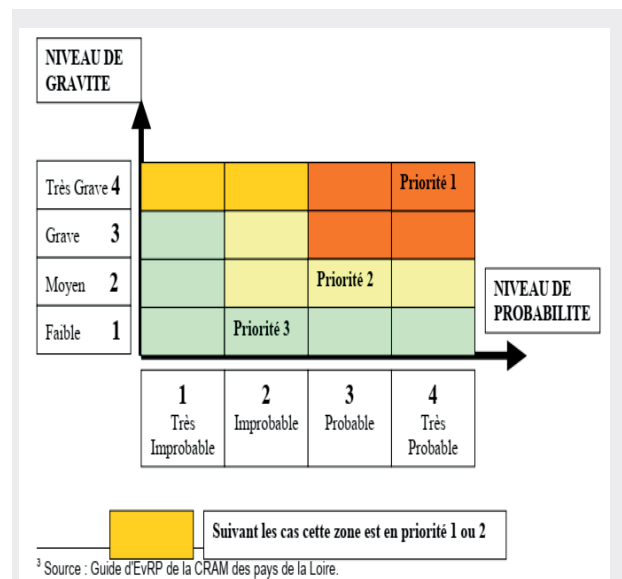 NIVEAU DE
GRAVITE
Très Grave 4 Priorité 1
Grave 3
Moyen 2 Priorité 2
NIVEAU DE
PROBABILITE
Faible 1 Priorité 3
1 2 3 4
Très Improbable Probable Très
Improbable Probable
Suivant les cas cette zone est en priorité 1 ou 2
3 Source : Guide d'EvRP de la CRAM des pays de la Loire.